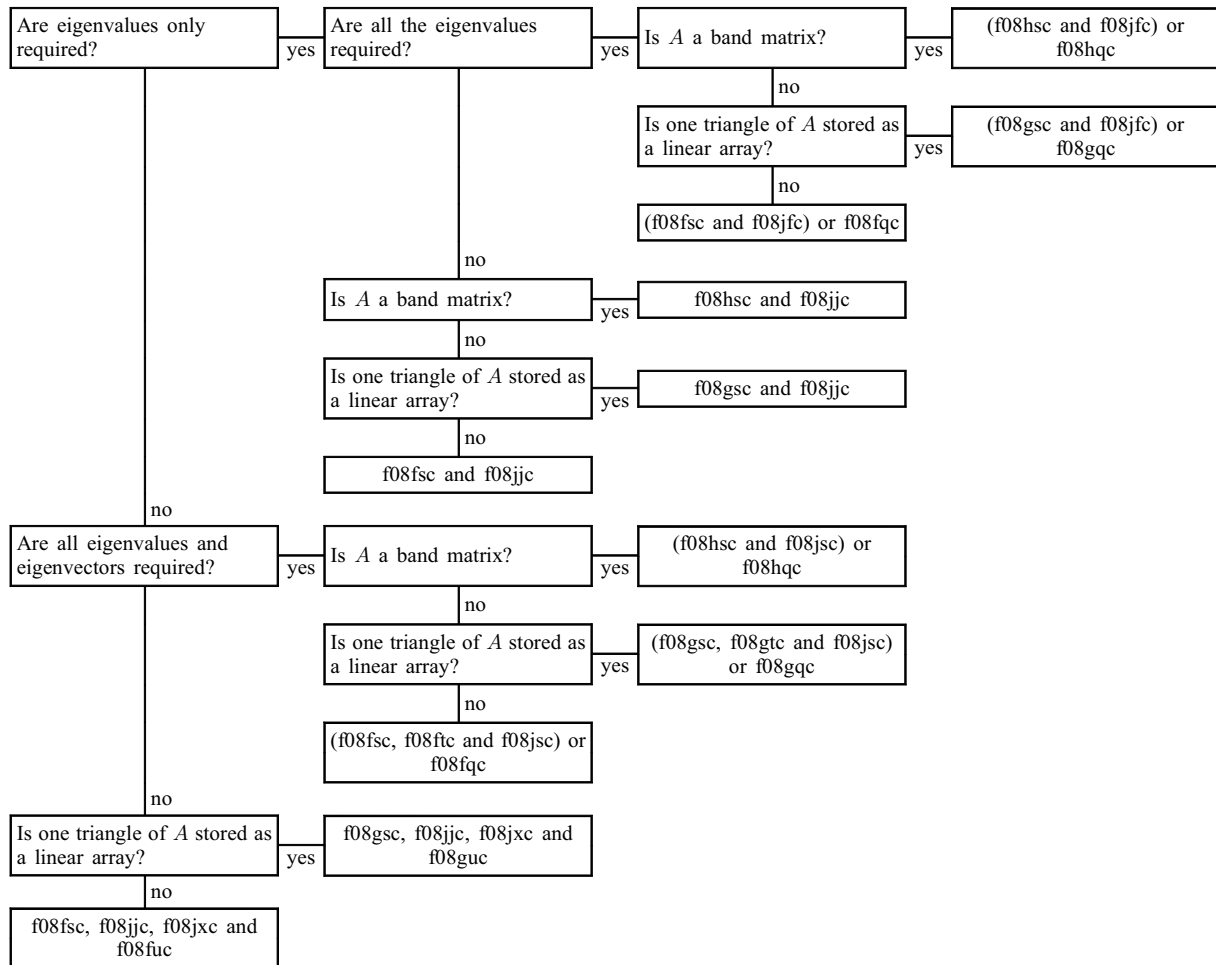 Are eigenvalues only
required?
yes
Are all the eigenvalues
required?
yes
Is A a band matrix?
yes
(f08hsc and f08jfc) or
f08hqc
no
Is one triangle of A stored as
a linear array?
yes
(f08gsc and f08jfc) or
f08gqc
no
(f08fsc and f08jfc) or f08fqc
no
Is A a band matrix?
yes
f08hsc and f08jjc
no
Is one triangle of A stored as
a linear array?
yes
f08gsc and f08jjc
no
f08fsc and f08jjc
no
Are all eigenvalues and
eigenvectors required?
yes
Is A a band matrix?
yes
(f08hsc and f08jsc) or
f08hqc
no
Is one triangle of A stored as
a linear array?
yes
(f08gsc, f08gtc and f08jsc)
or f08gqc
no
(f08fsc, f08ftc and f08jsc) or
f08fqc
no
Is one triangle of A stored as
a linear array?
yes
f08gsc, f08jjc, f08jxc and
f08guc
no
f08fsc, f08jjc, f08jxc and
f08fuc